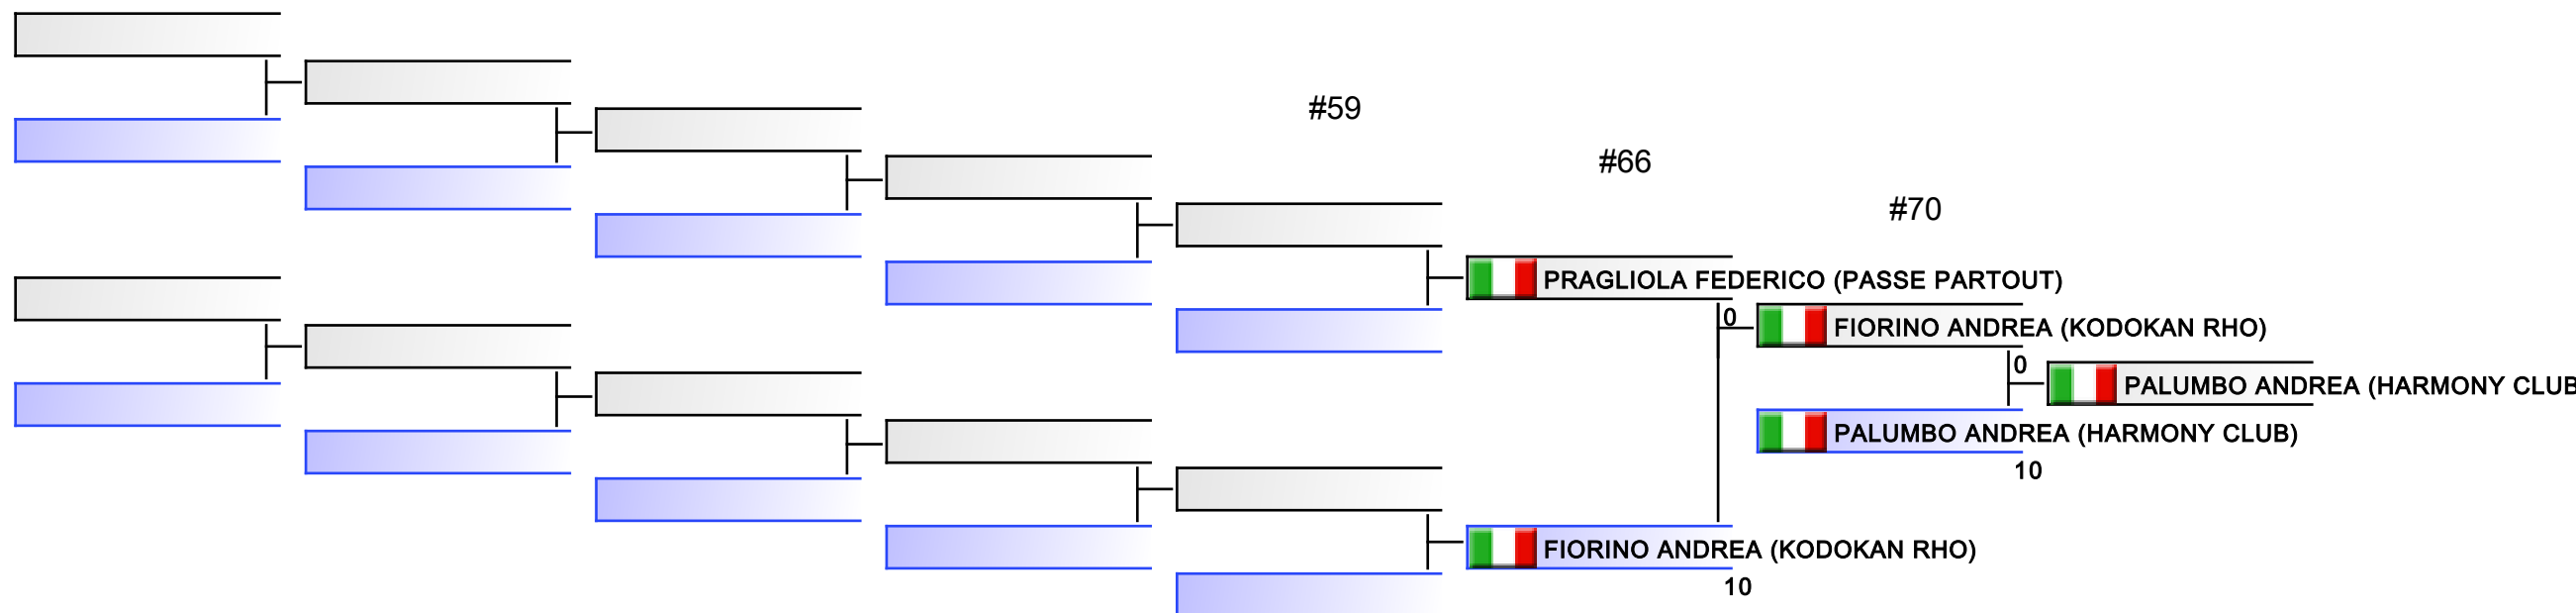 #59
#66
#70
PRAGLIOLA FEDERICO (PASSE PARTOUT)
0
FIORINO ANDREA (KODOKAN RHO)
0
PALUMBO ANDREA (HARMONY CLUB
PALUMBO ANDREA (HARMONY CLUB)
10
FIORINO ANDREA (KODOKAN RHO)
10